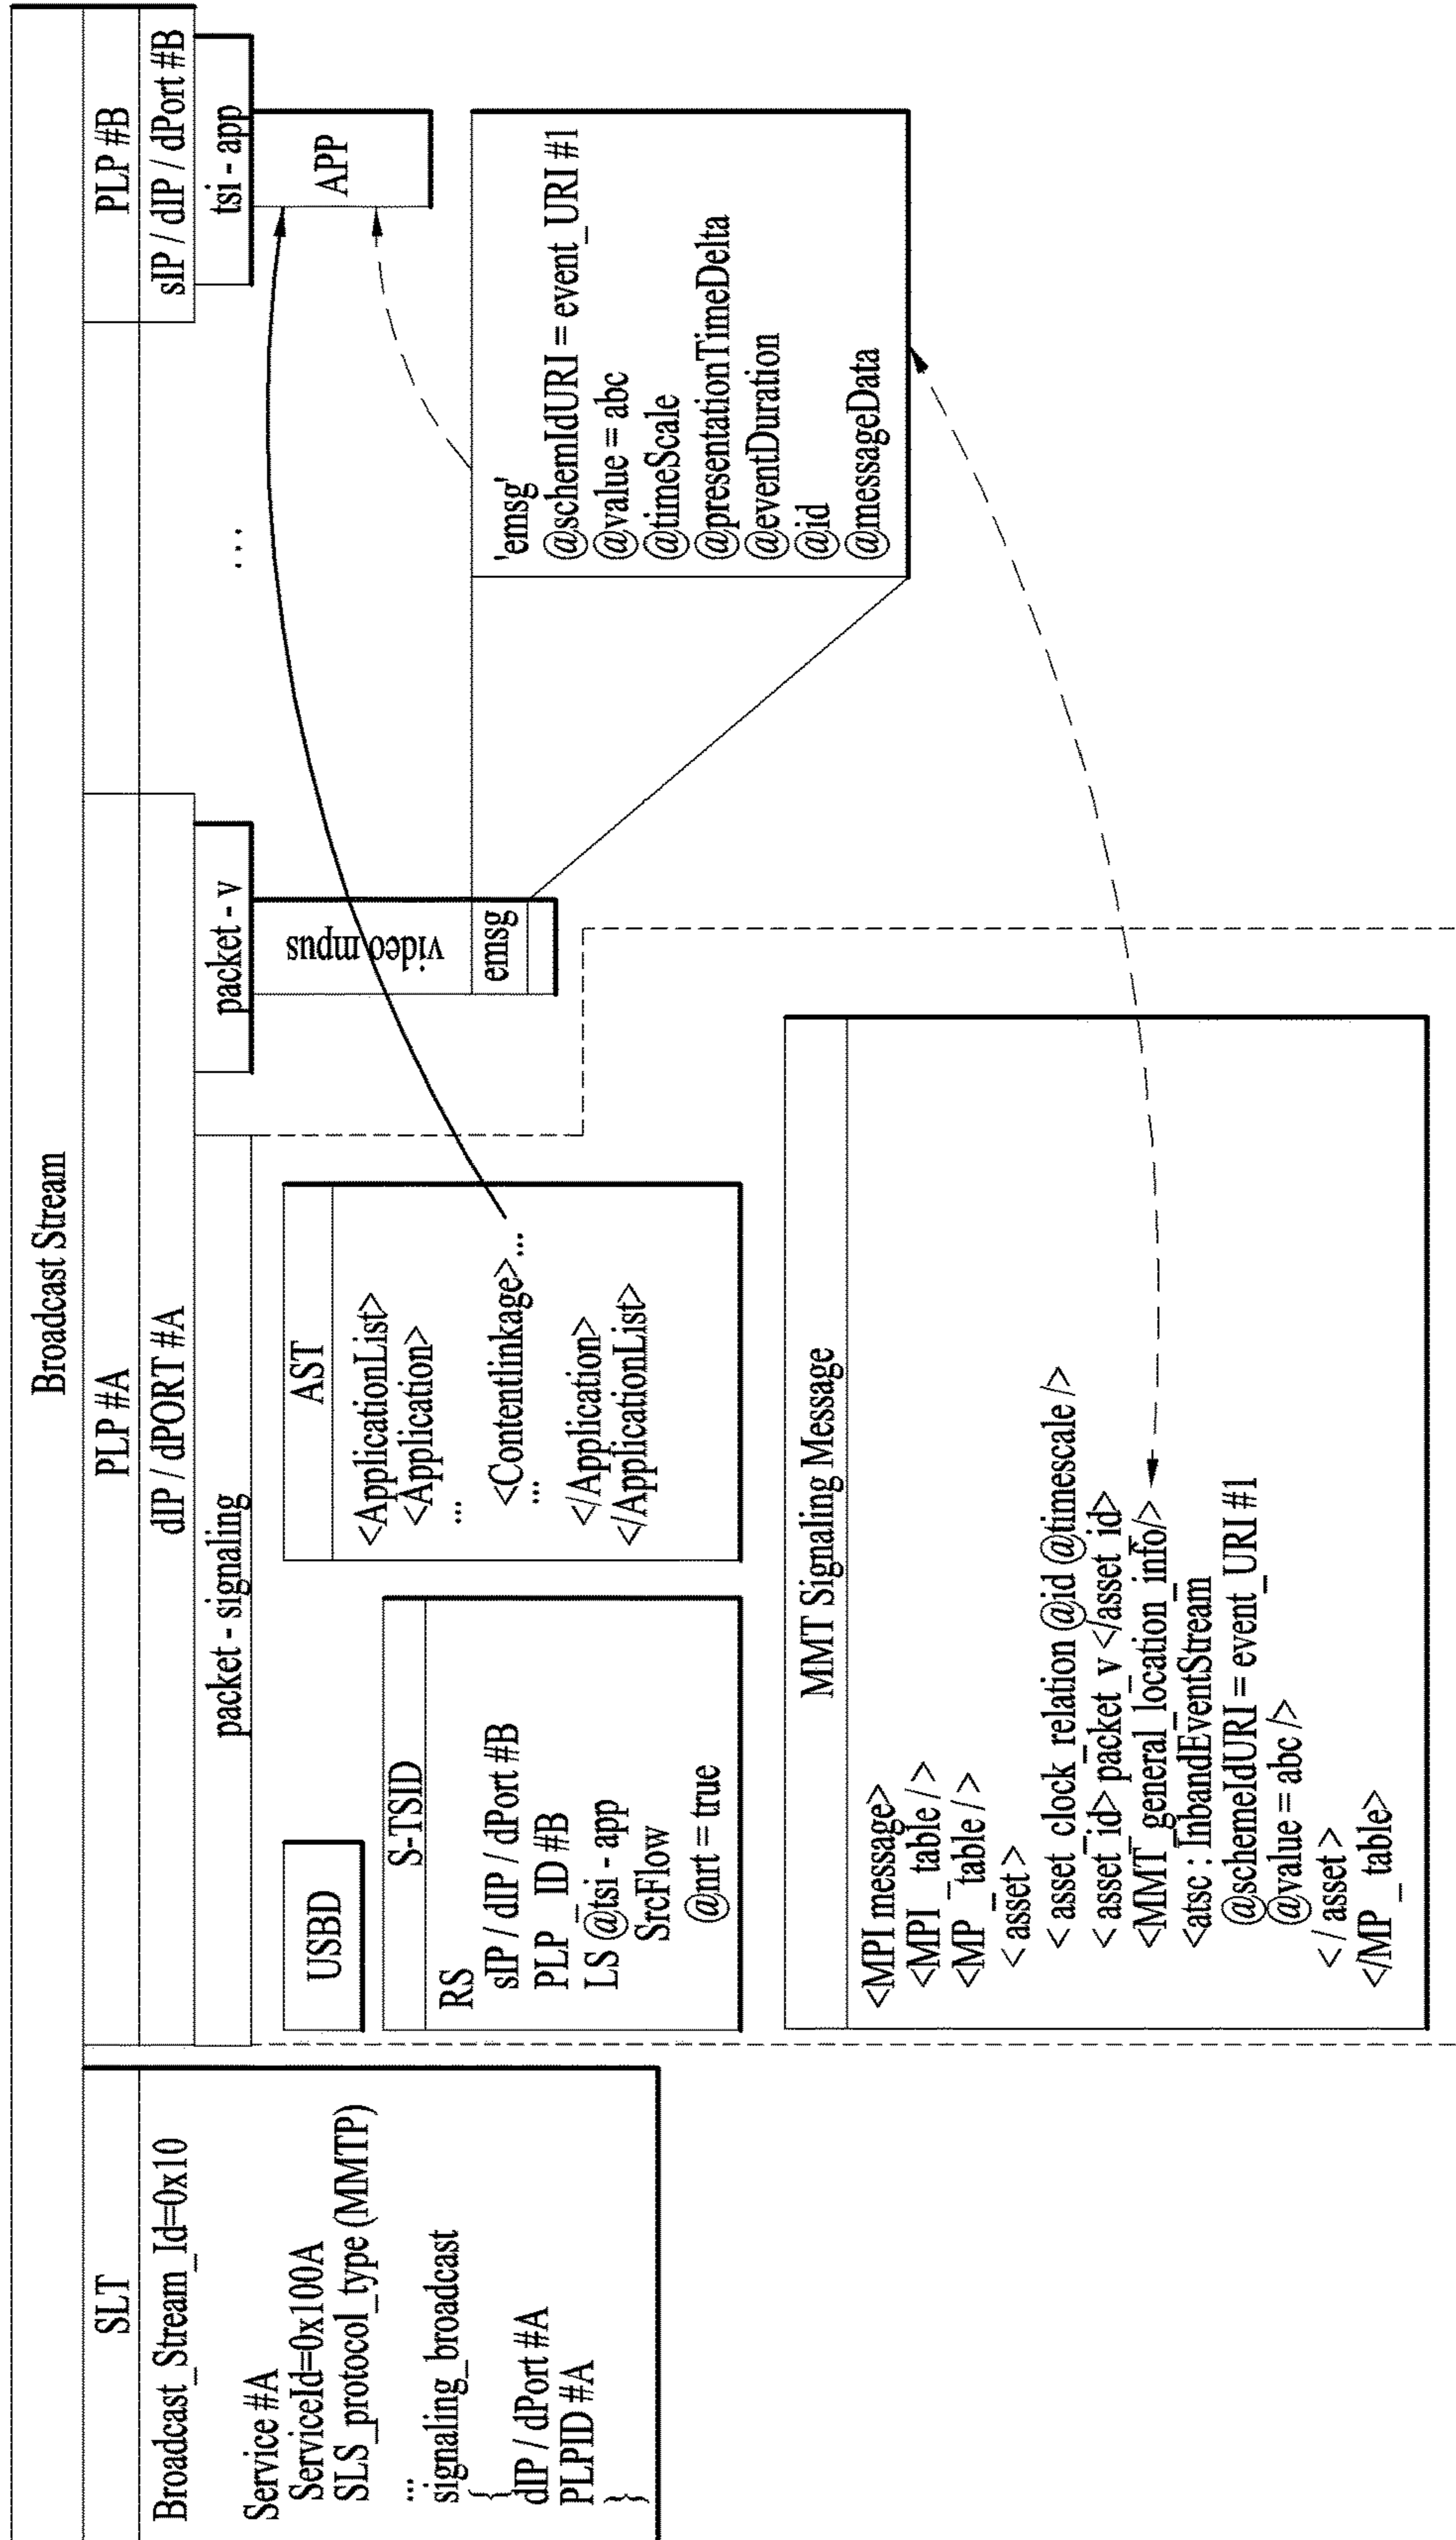 Broadcast Stream
SLT
Broadcast_Stream_Id=0x10
Service #A
ServiceId=0x100A
SLS_protocol_type (MMTP)
...
signaling_broadcast
{
dIP / dPort #A
PLPID #A
}
PLP #A
dIP / dPORT #A
packet - signaling
USBD
S-TSID
RS
sIP / dIP / dPort #B
PLP_ID #B
LS @tsi - app
SrcFlow
@nrt = true
AST
<ApplicationList>
<Application>
...
<Contentlinkage>...
...
</Application>
</ApplicationList>
MMT Signaling Message
<MPI message>
<MPI_table / >
<MP_table / >
< asset >
< asset_clock_relation @id @timescale />
< asset_id> packet_v </asset_id>
<MMT_general_location_info/>
<atsc : InbandEventStream
@schemeIdURI = event_URI #1
@value = abc />
</ asset >
</MP_table>
packet - v
video mpus
emsg
...
PLP #B
sIP / dIP / dPort #B
tsi - app
APP
'emsg'
@schemIdURI = event_URI #1
@value = abc
@timeScale
@presentationTimeDelta
@eventDuration
@id
@messageData